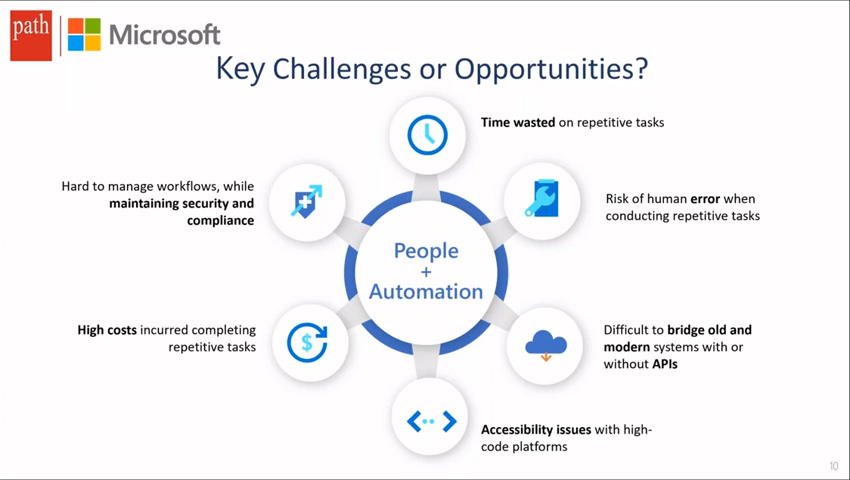 path
Microsoft
Key Challenges or Opportunities?
Time wasted on repetitive tasks
Risk of human error when
conducting repetitive tasks
Difficult to bridge old and
modern systems with or
without APIs
Accessibility issues with high-
code platforms
High costs incurred completing
repetitive tasks
Hard to manage workflows, while
maintaining security and
compliance
People
+
Automation
$
10